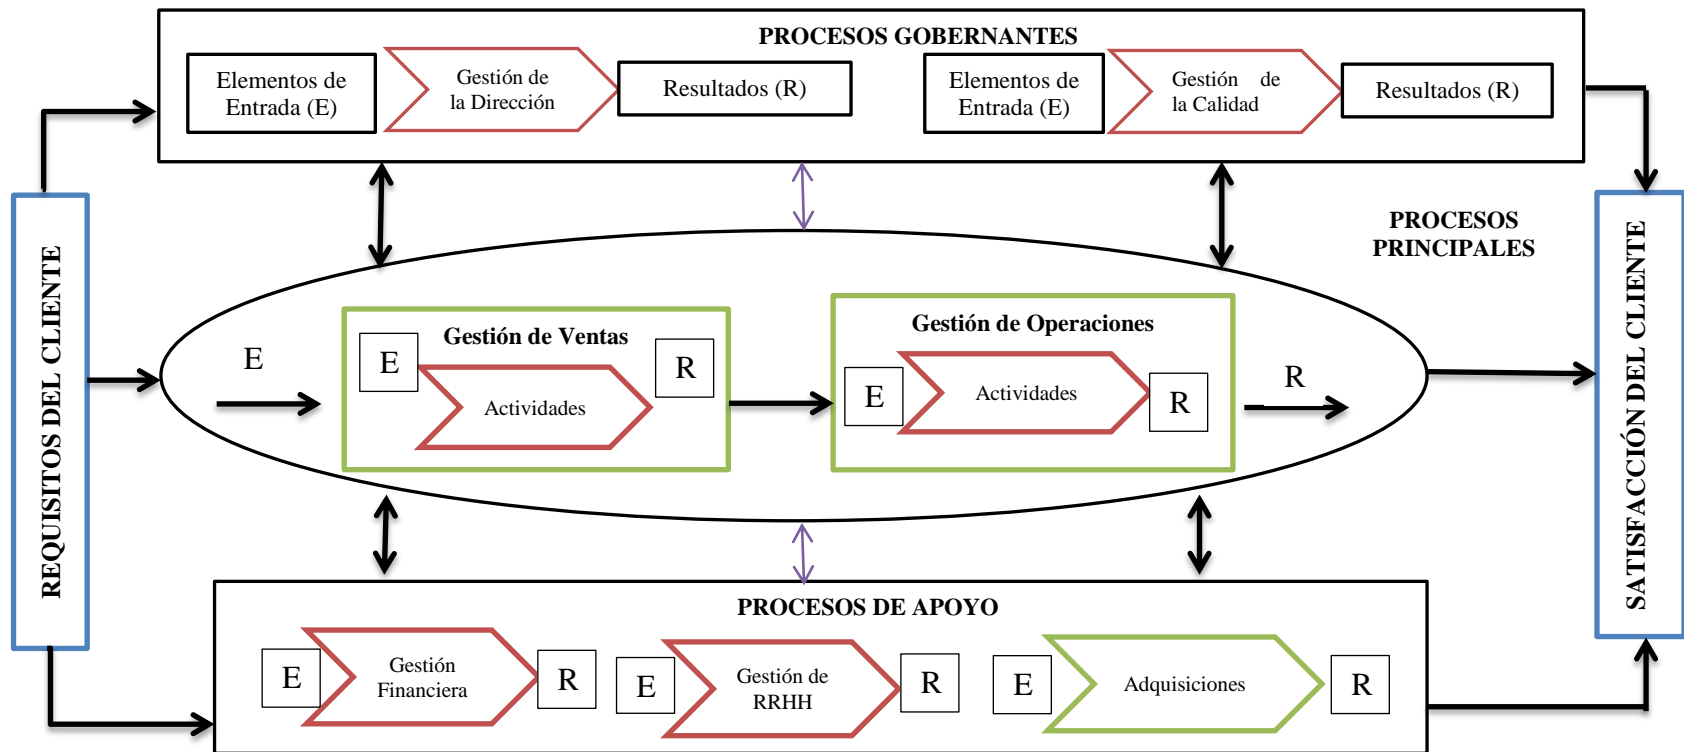 PROCESOS GOBERNANTES
Elementos de
Entrada (E)
Gestión de
la Dirección
Resultados (R)
Elementos de
Entrada (E)
Gestión de
la Calidad
Resultados (R)
REQUISITOS DEL CLIENTE
PROCESOS
PRINCIPALES
E
Gestión de Ventas
E
Actividades
R
Gestión de Operaciones
E
Actividades
R
R
SATISFACCIÓN DEL CLIENTE
PROCESOS DE APOYO
E
Gestión
Financiera
R
E
Gestión de
RRHH
R
E
Adquisiciones
R